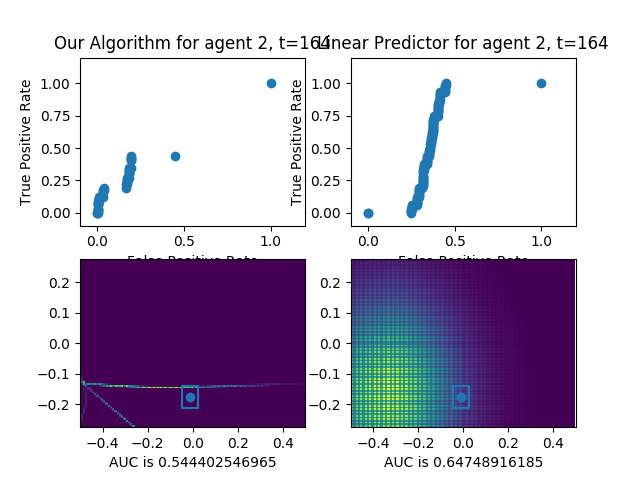 Our Algorithm for agent 2, t=164
Linear Predictor for agent 2, t=164
True Positive Rate
1.00
0.75
0.50
0.25
0.00
0.0 0.5 1.0
False Positive Rate
True Positive Rate
1.00
0.75
0.50
0.25
0.00
0.0 0.5 1.0
False Positive Rate
0.2
0.1
0.0
−0.1
−0.2
−0.4 −0.2 0.0 0.2 0.4
AUC is 0.544402546965
0.2
0.1
0.0
−0.1
−0.2
−0.4 −0.2 0.0 0.2 0.4
AUC is 0.64748916185